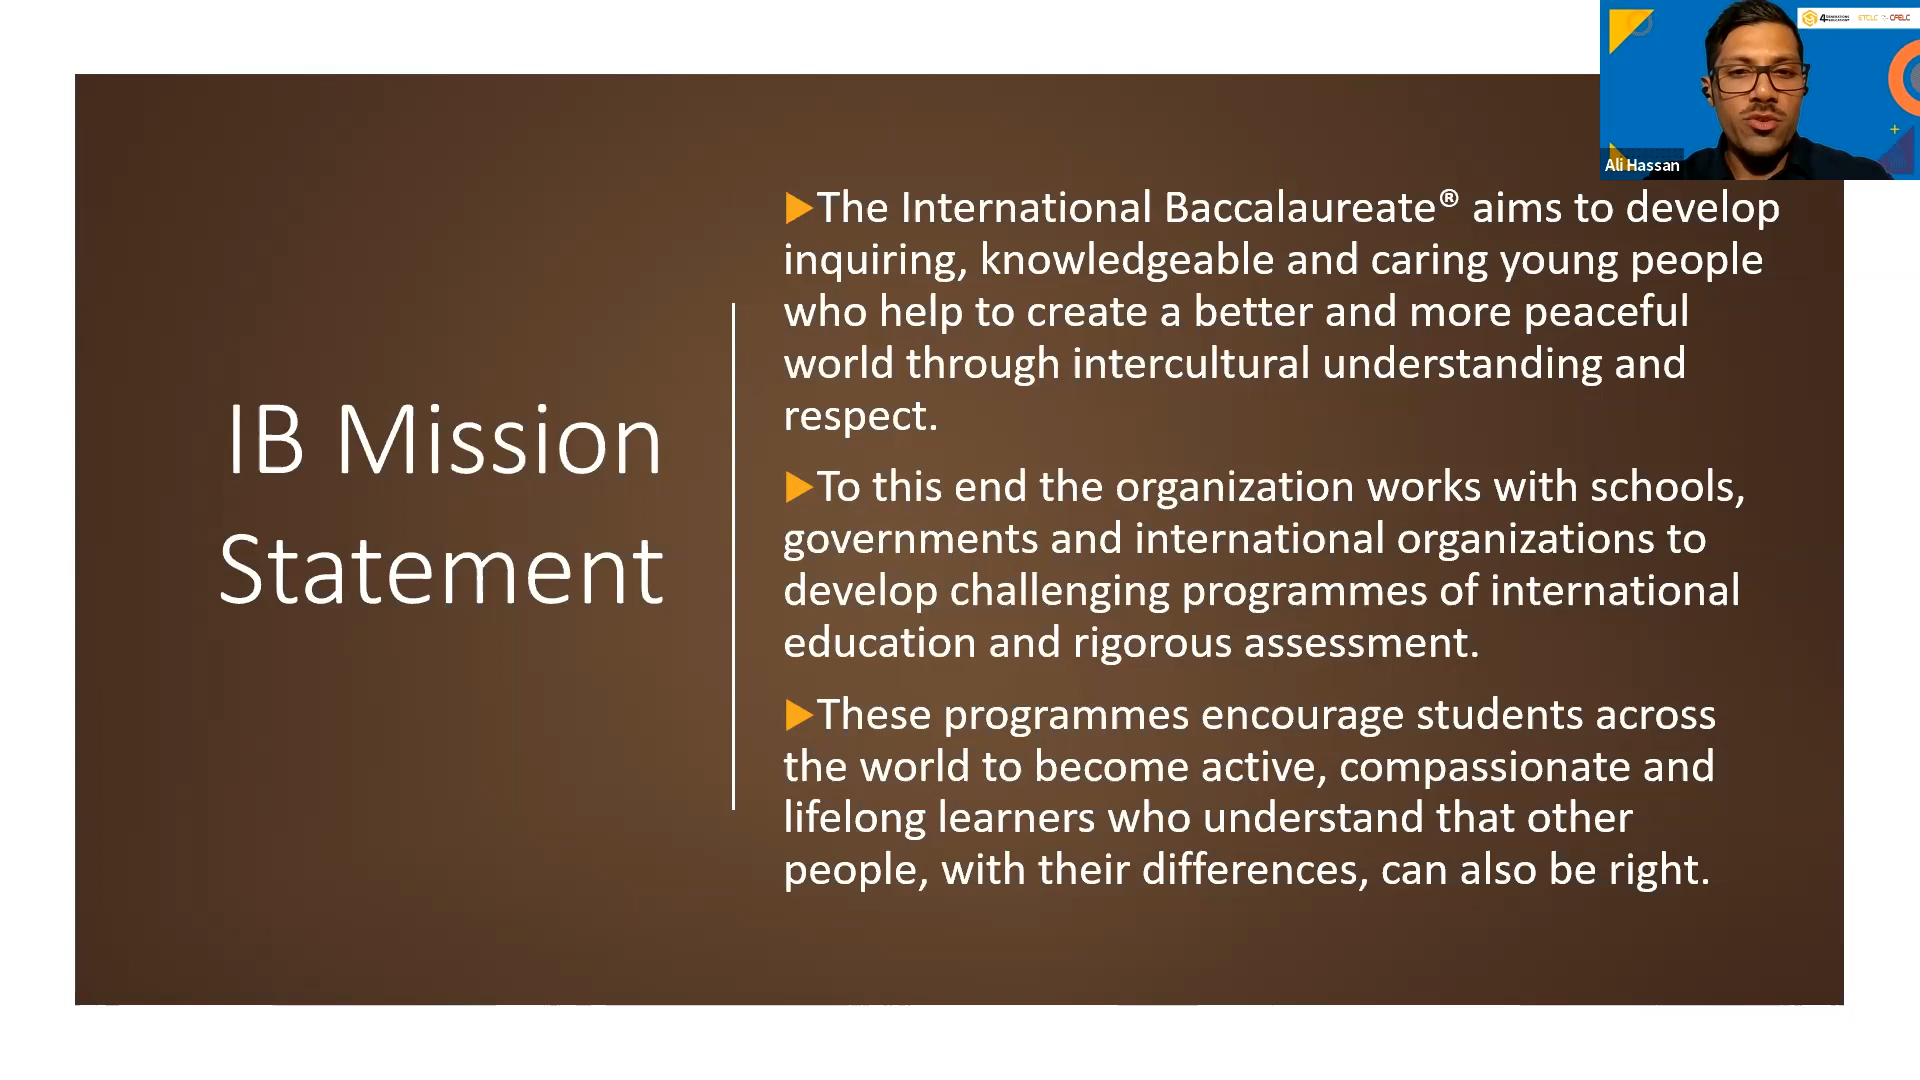 IB Mission
Statement
▶The International Baccalaureate® aims to develop
inquiring, knowledgeable and caring young people
who help to create a better and more peaceful
world through intercultural understanding and
respect.
▶To this end the organization works with schools,
governments and international organizations to
develop challenging programmes of international
education and rigorous assessment.
▶These programmes encourage students across
the world to become active, compassionate and
lifelong learners who understand that other
people, with their differences, can also be right.
Ali Hassan